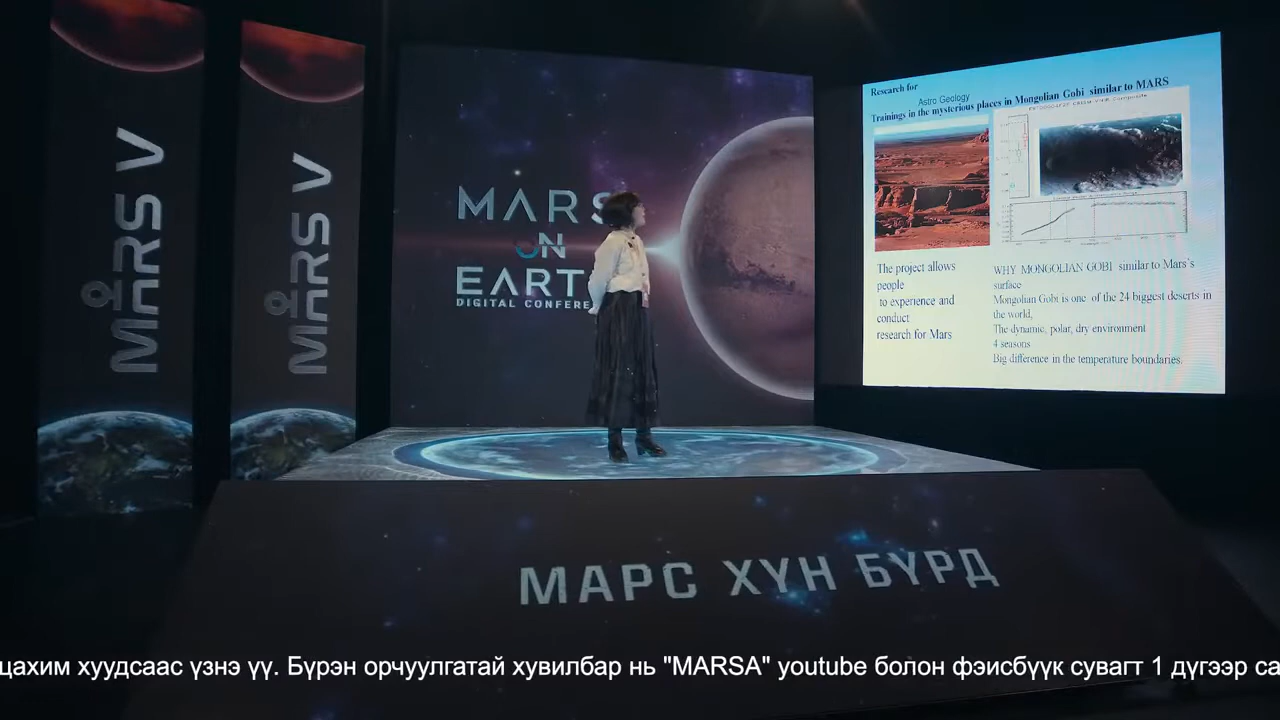 MARS V
MARS V
MARS
ON
EARTH
DIGITAL CONFERE
Research for
Astro Geology
Trainings in the mysterious places in Mongolian Gobi similar to MARS
The project allows
people
to experience and
conduct
research for Mars
WHY MONGOLIAN GOBI similar to Mars's
surface
Mongolian Gobi is one of the 24 biggest deserts in
the world,
The dynamic, polar, dry environment
4 seasons
Big difference in the temperature boundaries.
МАРС ХҮН БҮРД
цахим хуудсаас үзнэ үү. Бүрэн орчуулгатай хувилбар нь "MARSA" youtube болон фэисбүүк сувагт 1 дүгээр са